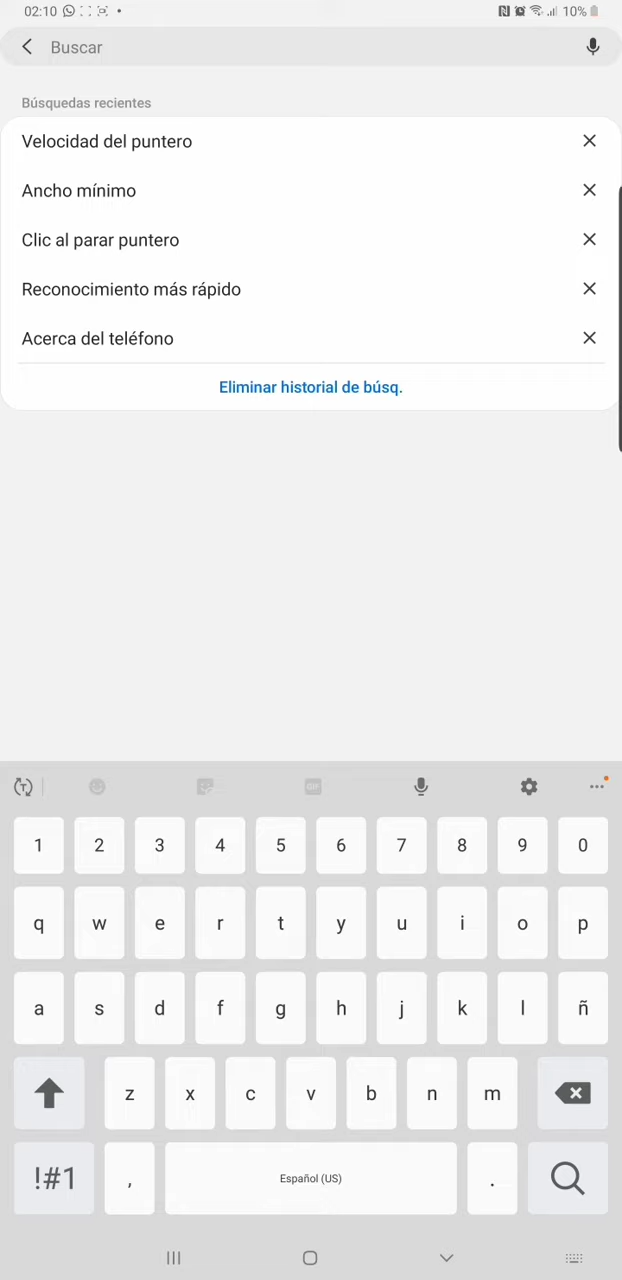 02:10 10%
Buscar
Búsquedas recientes
Velocidad del puntero
Ancho mínimo
Clic al parar puntero
Reconocimiento más rápido
Acerca del teléfono
Eliminar historial de búsq.
GIF
1 2 3 4 5 6 7 8 9 0
q w e r t y u i o p
a s d f g h j k l ñ
z x c v b n m
!#1 , Español (US) .